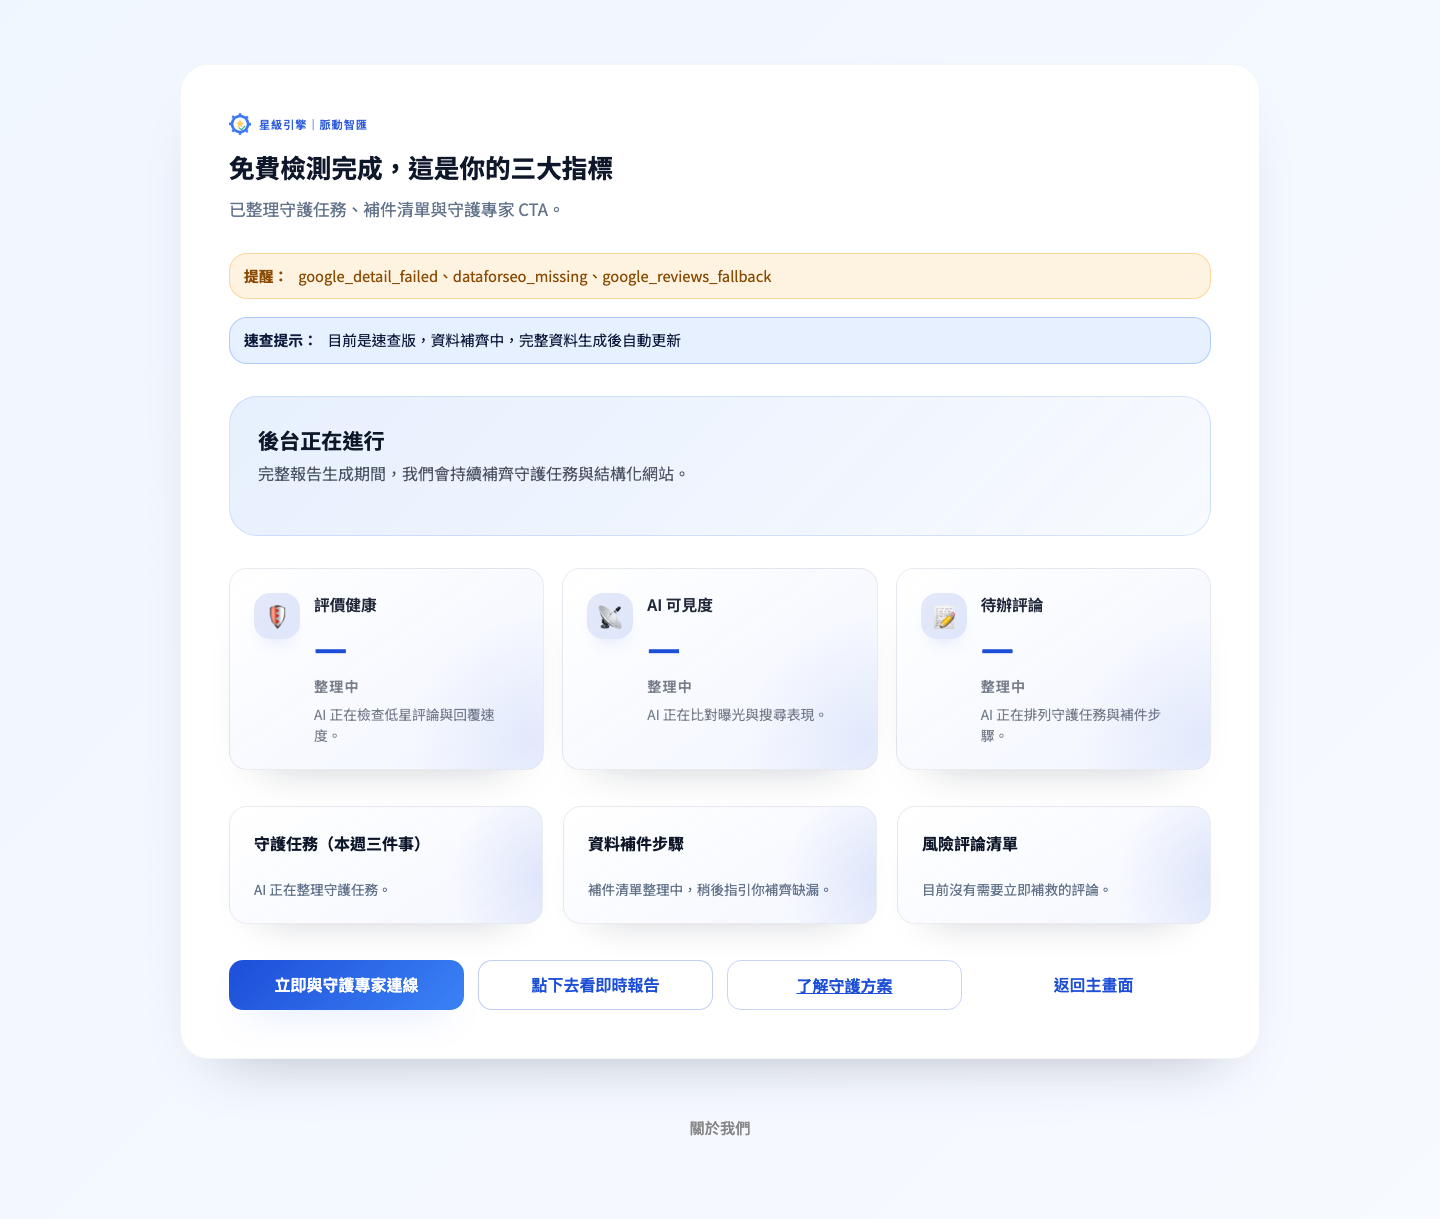 星級引擎｜脈動智匯
免費檢測完成，這是你的三大指標
已整理守護任務、補件清單與守護專家 CTA。
提醒： google_detail_failed、dataforseo_missing、google_reviews_fallback
速查提示： 目前是速查版，資料補齊中，完整資料生成後自動更新
後台正在進行
完整報告生成期間，我們會持續補齊守護任務與結構化網站。
評價健康
—
整理中
AI 正在檢查低星評論與回覆速
度。
AI 可見度
—
整理中
AI 正在比對曝光與搜尋表現。
待辦評論
—
整理中
AI 正在排列守護任務與補件步
驟。
守護任務（本週三件事）
AI 正在整理守護任務。
資料補件步驟
補件清單整理中，稍後指引你補齊缺漏。
風險評論清單
目前沒有需要立即補救的評論。
立即與守護專家連線
點下去看即時報告
了解守護方案
返回主畫面
關於我們